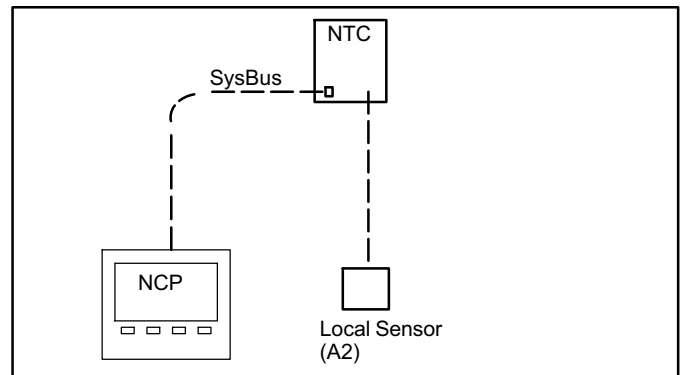 NTC
SysBus
NCP
Local Sensor
(A2)